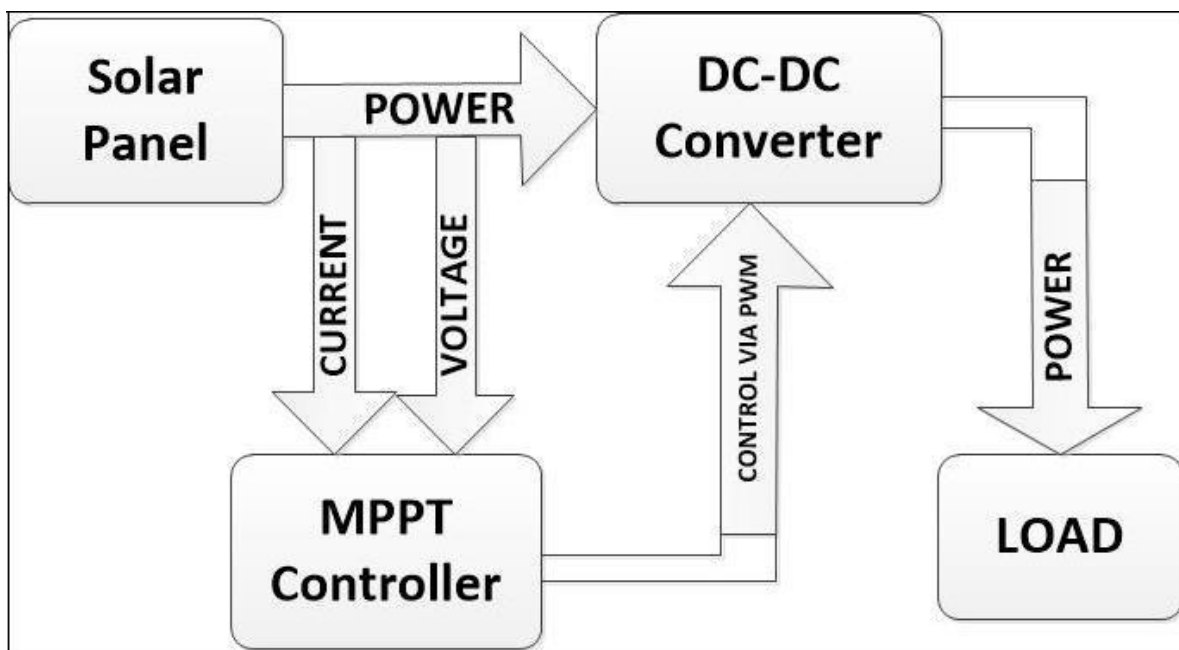 Solar
Panel
POWER
DC-DC
Converter
CURRENT
VOLTAGE
CONTROL VIA PWM
POWER
MPPT
Controller
LOAD